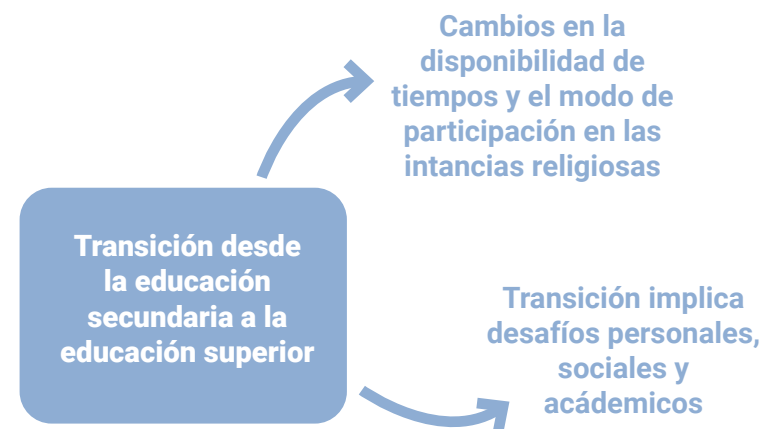 Cambios en la
disponibilidad de
tiempos y el modo de
participación en las
intancias religiosas
Transición desde
la educación
secundaria a la
educación superior
Transición implica
desafíos personales,
sociales y
acádemicos